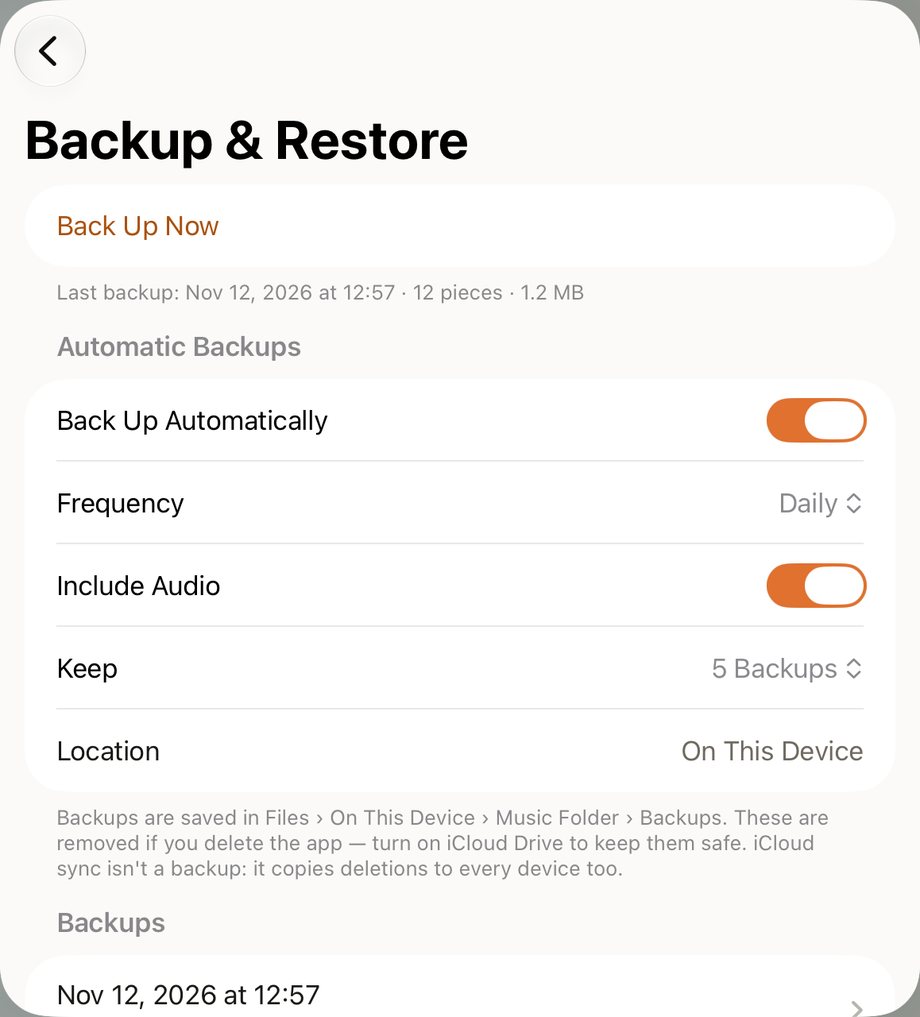 Backup & Restore
Back Up Now
Last backup: Nov 12, 2026 at 12:57 · 12 pieces · 1.2 MB
Automatic Backups
Back Up Automatically
Frequency Daily
Include Audio
Keep 5 Backups
Location On This Device
Backups are saved in Files › On This Device › Music Folder › Backups. These are
removed if you delete the app — turn on iCloud Drive to keep them safe. iCloud
sync isn't a backup: it copies deletions to every device too.
Backups
Nov 12, 2026 at 12:57